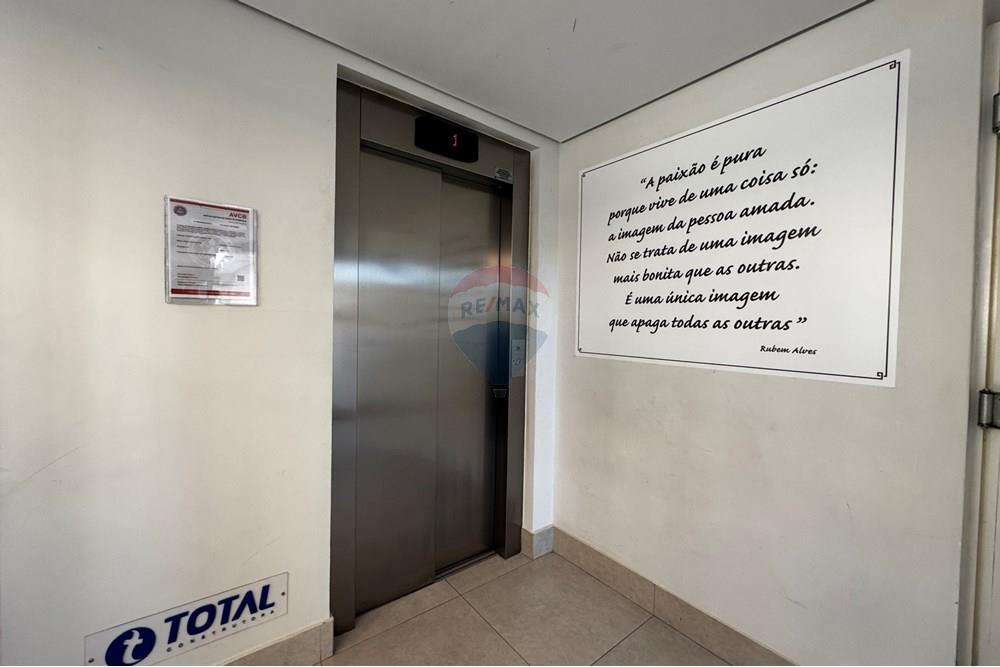 AVCB
RE/MAX
“A paixão é pura
porque vive de uma coisa só:
a imagem da pessoa amada.
Não se trata de uma imagem
mais bonita que as outras.
É uma única imagem
que apaga todas as outras”
Rubem Alves
t TOTAL
CONSTRUTORA